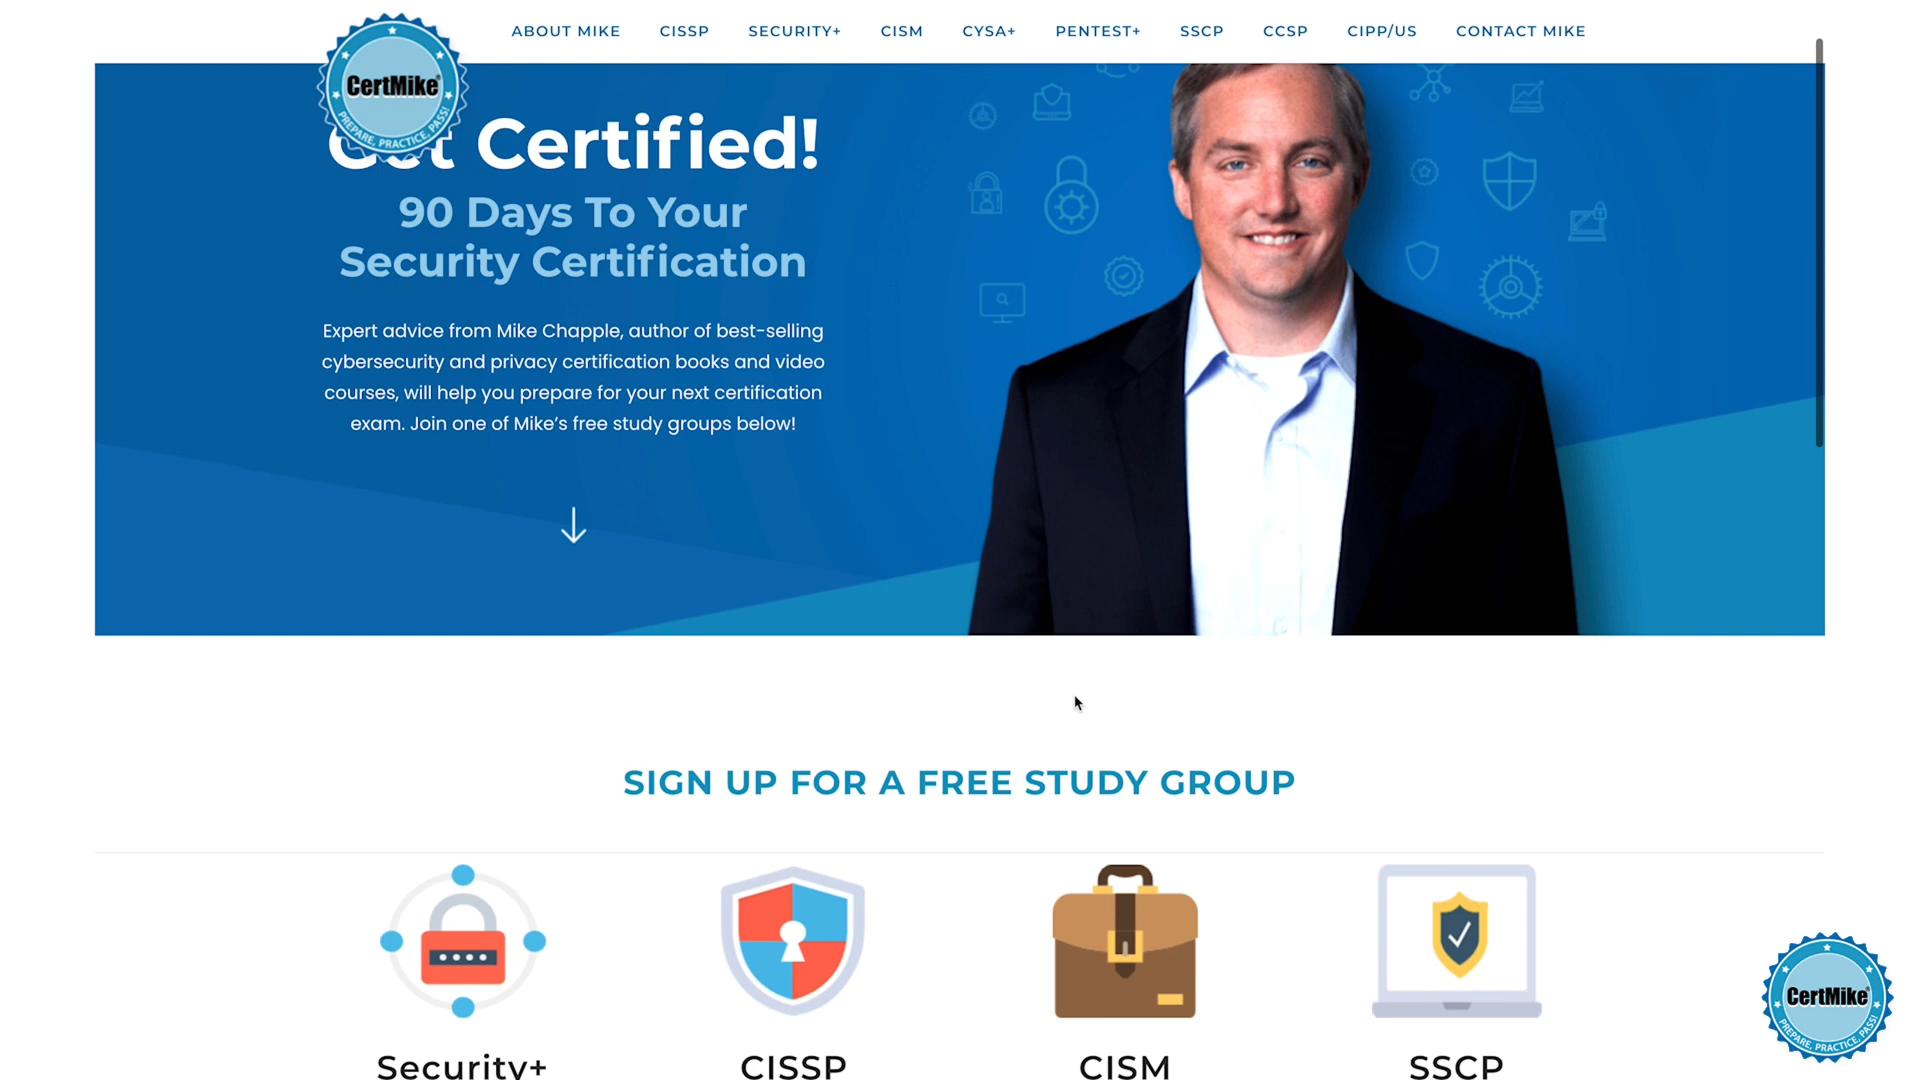 ABOUT MIKE CISSP SECURITY+ CISM CYSA+ PENTEST+ SSCP CCSP CIPP/US CONTACT MIKE
CertMike®
PREPARE, PRACTICE, PASS!
Get Certified!
90 Days To Your
Security Certification
Expert advice from Mike Chapple, author of best-selling
cybersecurity and privacy certification books and video
courses, will help you prepare for your next certification
exam. Join one of Mike’s free study groups below!
SIGN UP FOR A FREE STUDY GROUP
Security+ CISSP CISM SSCP
CertMike®
PREPARE, PRACTICE, PASS!